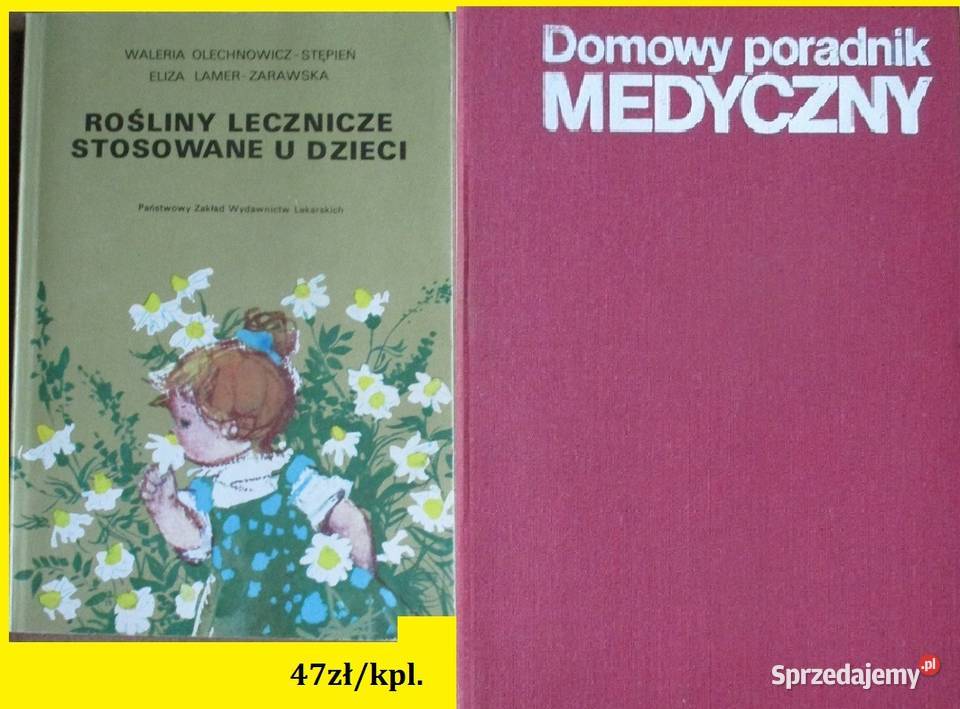 WALERIA OLECHNOWICZ-STĘPIEŃ
ELIZA LAMER-ZARAWSKA
ROŚLINY LECZNICZE
STOSOWANE U DZIECI
Państwowy Zakład Wydawnictw Lekarskich
47zł/kpl.
Domowy poradnik
MEDYCZNY
Sprzedajemy.pl